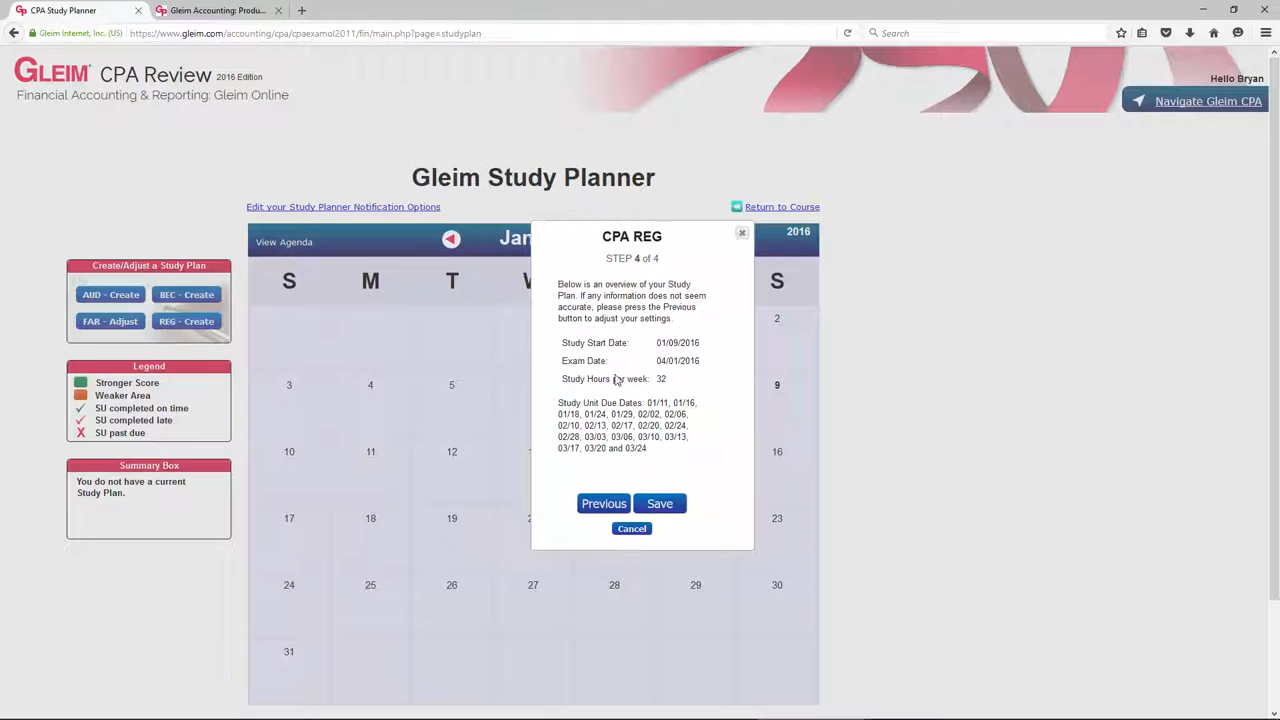 CPA Study Planner
Gleim Accounting: Produ...
Gleim Internet, Inc. (US)
https://www.gleim.com/accounting/cpa/cpaexamol2011/fin/main.php?page=studyplan
Search
GLEIM CPA Review 2016 Edition
Financial Accounting & Reporting: Gleim Online
Hello Bryan
Navigate Gleim CPA
Gleim Study Planner
Edit your Study Planner Notification Options
Return to Course
View Agenda
Jan
2016
S M T W S
2
3 4 5 9
10 11 12 16
17 18 19 23
24 25 26 27 28 29 30
31
Create/Adjust a Study Plan
AUD - Create BEC - Create
FAR - Adjust REG - Create
Legend
Stronger Score
Weaker Area
SU completed on time
SU completed late
SU past due
Summary Box
You do not have a current
Study Plan.
CPA REG
STEP 4 of 4
Below is an overview of your Study
Plan. If any information does not seem
accurate, please press the Previous
button to adjust your settings.
Study Start Date: 01/09/2016
Exam Date: 04/01/2016
Study Hours per week: 32
Study Unit Due Dates: 01/11, 01/16,
01/18, 01/24, 01/29, 02/02, 02/06,
02/10, 02/13, 02/17, 02/20, 02/24,
02/28, 03/03, 03/06, 03/10, 03/13,
03/17, 03/20 and 03/24
Previous Save
Cancel